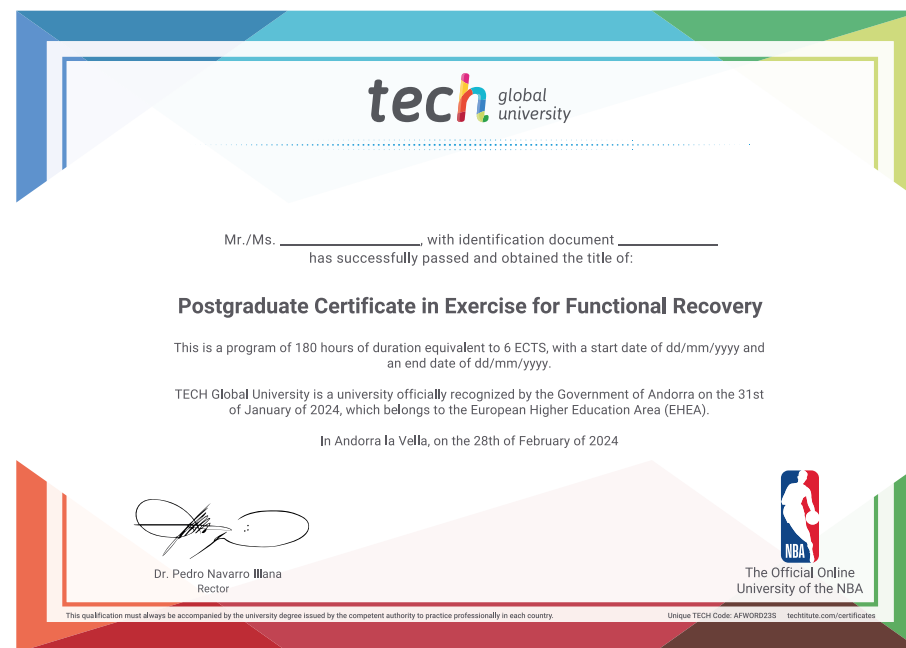 tech global university
Mr./Ms. ____________, with identification document ____________
has successfully passed and obtained the title of:
Postgraduate Certificate in Exercise for Functional Recovery
This is a program of 180 hours of duration equivalent to 6 ECTS, with a start date of dd/mm/yyyy and
an end date of dd/mm/yyyy.
TECH Global University is a university officially recognized by the Government of Andorra on the 31st
of January of 2024, which belongs to the European Higher Education Area (EHEA).
In Andorra la Vella, on the 28th of February of 2024
Dr. Pedro Navarro Illana
Rector
NBA
The Official Online
University of the NBA
This qualification must always be accompanied by the university degree issued by the competent authority to practice professionally in each country.
Unique TECH Code: AFWORD23S techtitute.com/certificates